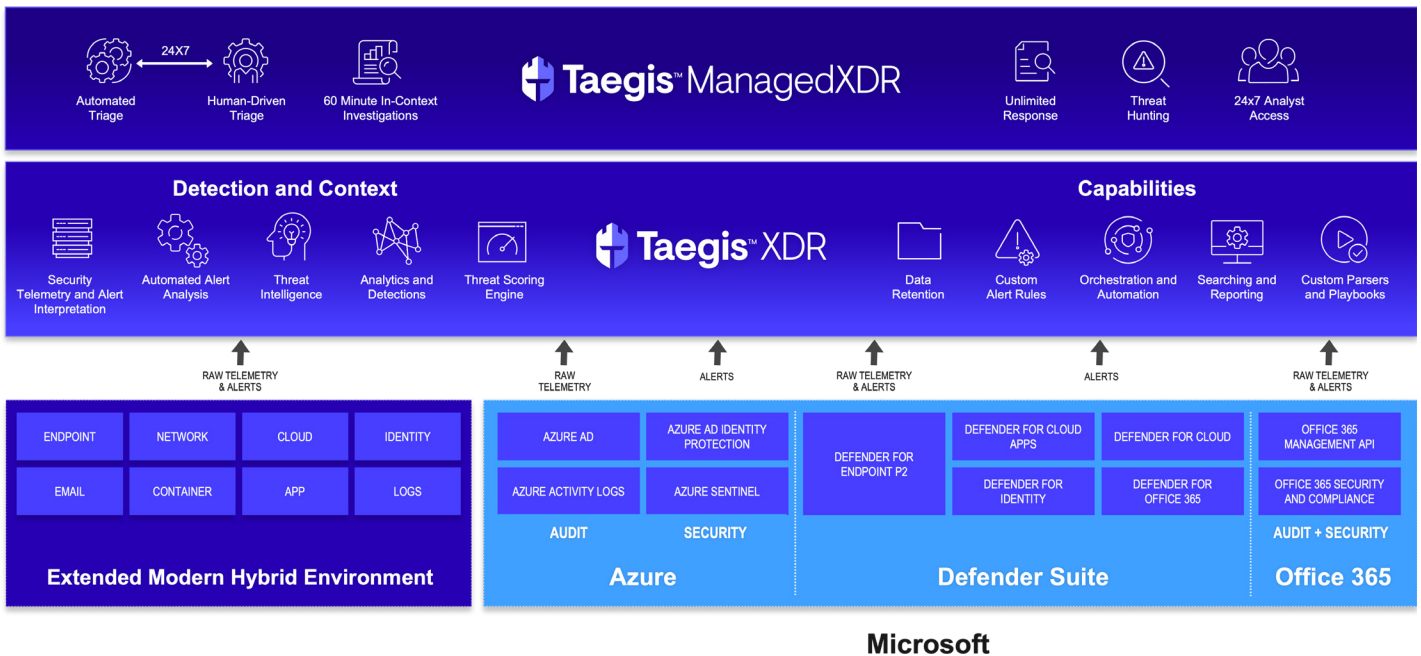 24X7
Automated
Triage
Human-Driven
Triage
60 Minute In-Context
Investigations
Taegis™ ManagedXDR
Unlimited
Response
Threat
Hunting
24x7 Analyst
Access
Detection and Context
Security
Telemetry and Alert
Interpretation
Automated Alert
Analysis
Threat
Intelligence
Analytics and
Detections
Threat Scoring
Engine
Taegis™ XDR
Capabilities
Data
Retention
Custom
Alert Rules
Orchestration and
Automation
Searching and
Reporting
Custom Parsers
and Playbooks
RAW TELEMETRY
& ALERTS
RAW
TELEMETRY
ALERTS
RAW TELEMETRY
& ALERTS
ALERTS
RAW TELEMETRY
& ALERTS
ENDPOINT
NETWORK
CLOUD
IDENTITY
EMAIL
CONTAINER
APP
LOGS
Extended Modern Hybrid Environment
AZURE AD
AZURE AD IDENTITY
PROTECTION
AZURE ACTIVITY LOGS
AZURE SENTINEL
AUDIT
SECURITY
Azure
DEFENDER FOR
ENDPOINT P2
DEFENDER FOR CLOUD
APPS
DEFENDER FOR CLOUD
DEFENDER FOR
IDENTITY
DEFENDER FOR
OFFICE 365
Defender Suite
OFFICE 365
MANAGEMENT API
OFFICE 365 SECURITY
AND COMPLIANCE
AUDIT + SECURITY
Office 365
Microsoft